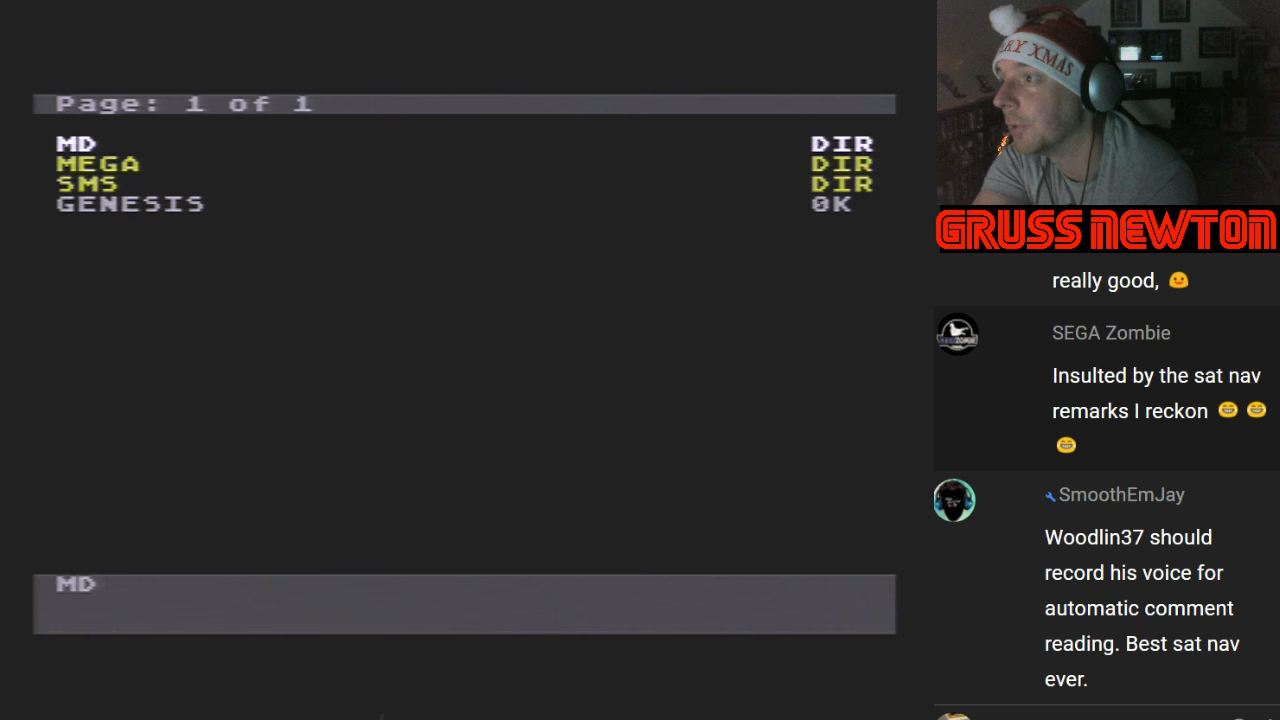 Page: 1 of 1
MD DIR
MEGA DIR
SMS DIR
GENESIS 0K
MD
RY XMAS
GRUSS NEWTON
really good, 😛
SEGA Zombie
Insulted by the sat nav
remarks I reckon 😂 😂
😂
SmoothEmJay
Woodlin37 should
record his voice for
automatic comment
reading. Best sat nav
ever.